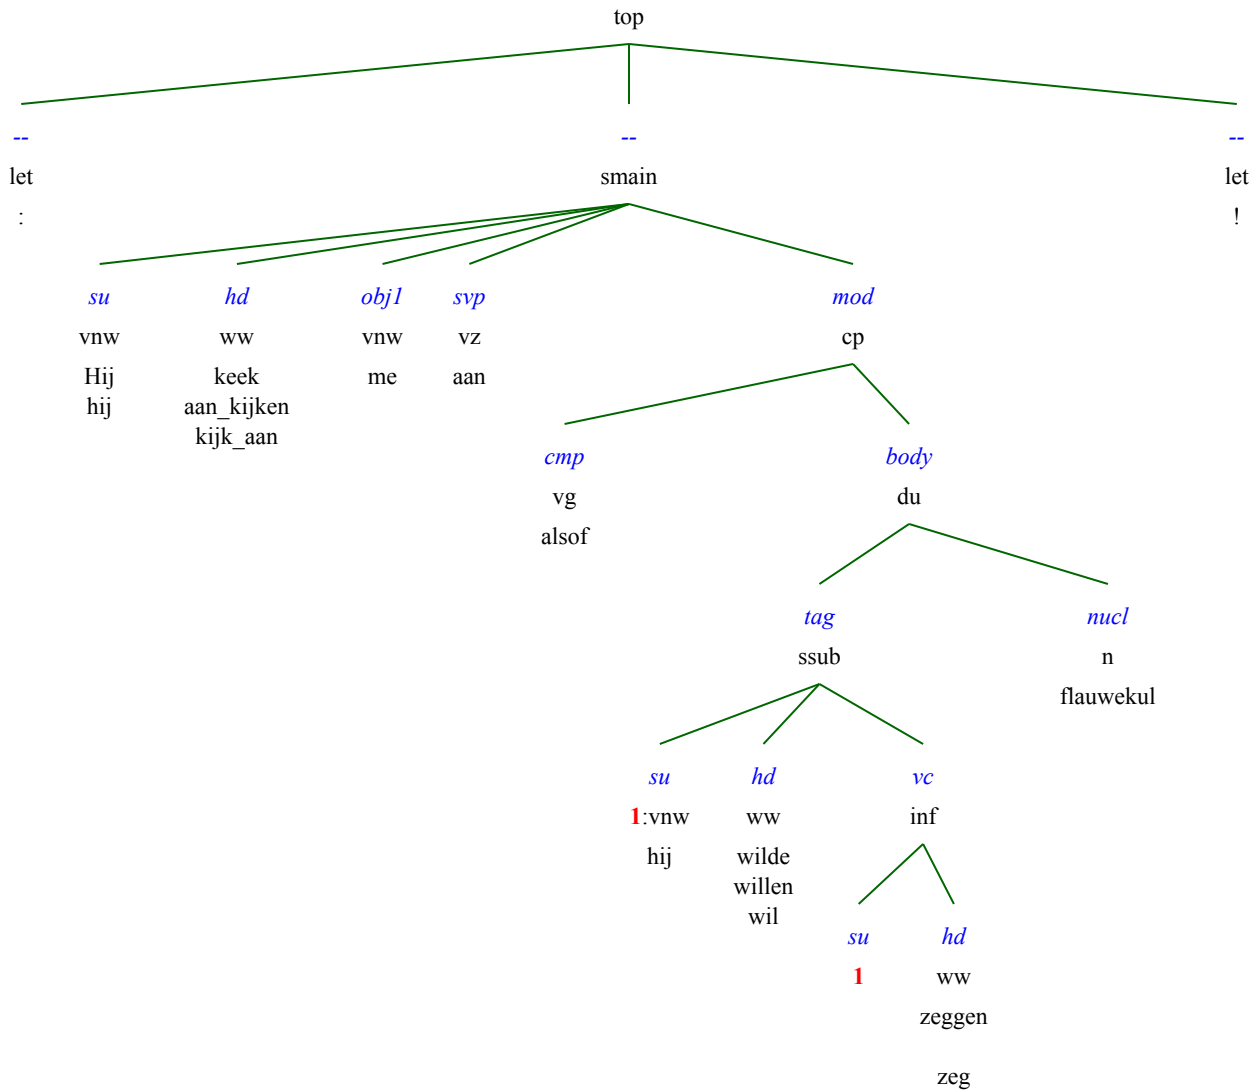 top
-- -- --
let smain let
: !
su hd obj1 svp mod
vnw ww vnw vz cp
Hij keek me aan
hij aan_kijken
kijk_aan
cmp body
vg du
alsof
tag nucl
ssub n
flauwekul
su hd vc
1:vnw ww inf
hij wilde
willen
wil
su hd
1 ww
zeggen
zeg